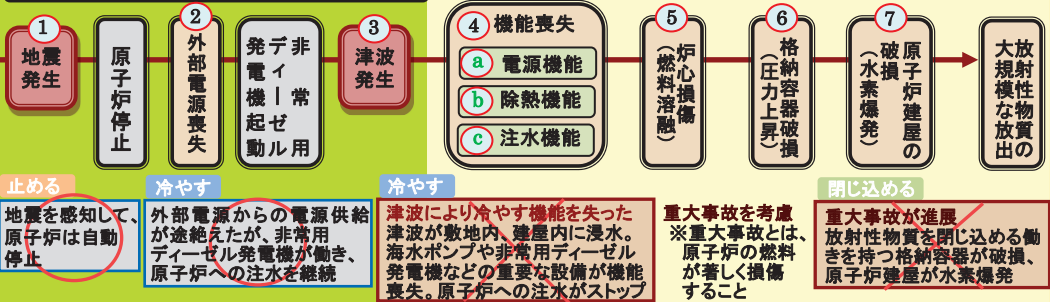 1
地震
発生
原子炉停止
2
外部電源喪失
非常用
ディーゼル
発電機起動
3
津波
発生
4 機能喪失
a 電源機能
b 除熱機能
c 注水機能
5
炉心損傷
(燃料溶融)
6
格納容器破損
(圧力上昇)
7
原子炉建屋の
破損
(水素爆発)
放射性物質の
大規模な放出
止める
地震を感知して、
原子炉は自動
停止
冷やす
外部電源からの電源供給
が途絶えたが、非常用
ディーゼル発電機が働き、
原子炉への注水を継続
冷やす
津波により冷やす機能を失った
津波が敷地内、建屋内に浸水。
海水ポンプや非常用ディーゼル
発電機などの重要な設備が機能
喪失。原子炉への注水がストップ
重大事故を考慮
※重大事故とは、
原子炉の燃料
が著しく損傷
すること
閉じ込める
重大事故が進展
放射性物質を閉じ込める働
きを持つ格納容器が破損、
原子炉建屋が水素爆発